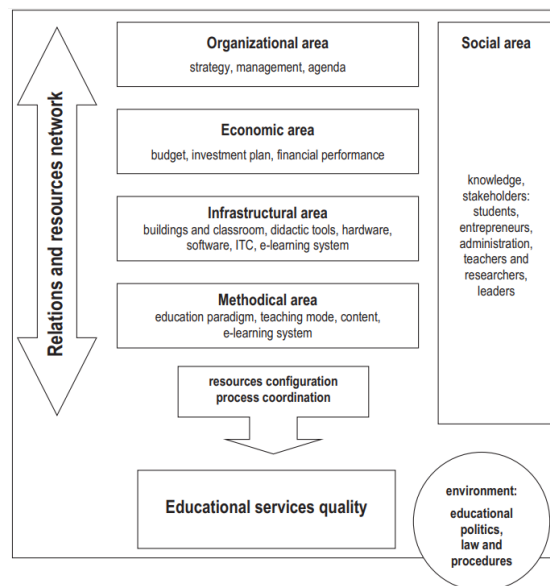 Relations and resources network
Organizational area
strategy, management, agenda
Economic area
budget, investment plan, financial performance
Infrastructural area
buildings and classroom, didactic tools, hardware,
software, ITC, e-learning system
Methodical area
education paradigm, teaching mode, content,
e-learning system
resources configuration
process coordination
Educational services quality
Social area
knowledge,
stakeholders:
students,
entrepreneurs,
administration,
teachers and
researchers,
leaders
environment:
educational
politics,
law and
procedures